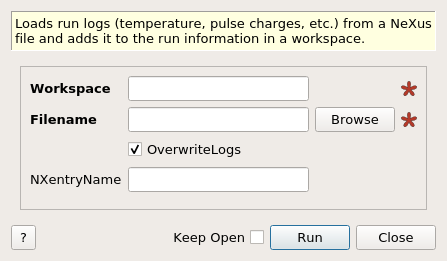 Loads run logs (temperature, pulse charges, etc.) from a NeXus
file and adds it to the run information in a workspace.
Workspace
Filename
Browse
OverwriteLogs
NXentryName
?
Keep Open
Run
Close